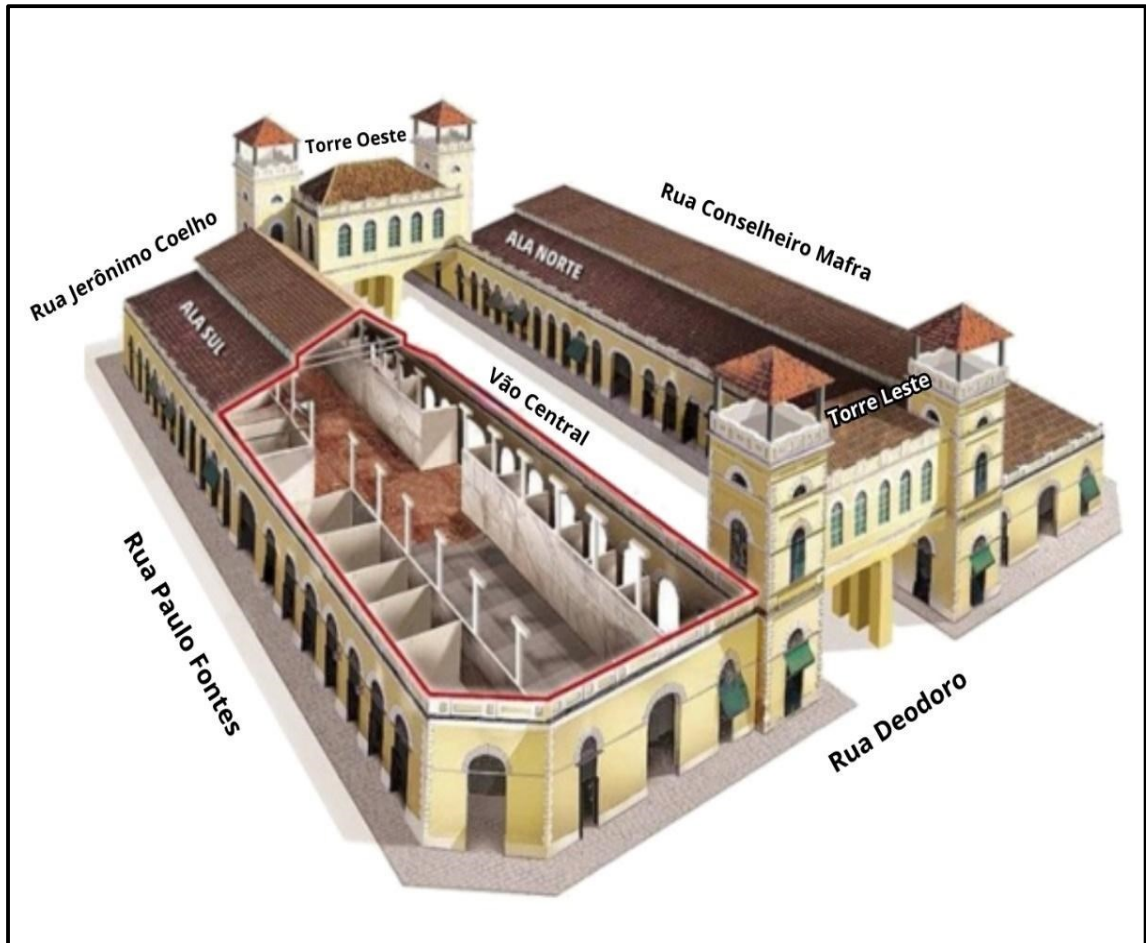 Torre Oeste
Rua Conselheiro Mafra
Rua Jerônimo Coelho
ALA NORTE
ALA SUL
Vão Central
Torre Leste
Rua Paulo Fontes
Rua Deodoro